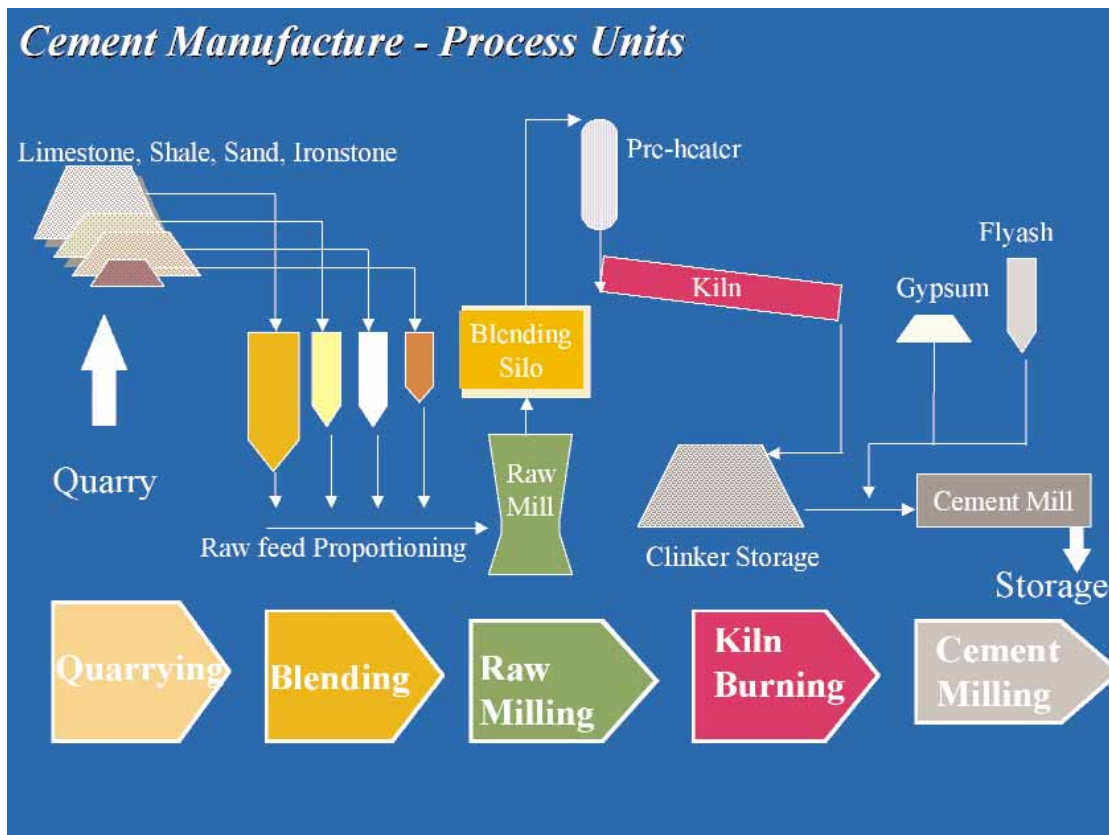 Cement Manufacture - Process Units
Limestone, Shale, Sand, Ironstone
Pre-heater
Flyash
Kiln
Gypsum
Blending
Silo
Quarry
Raw
Mill
Cement Mill
Raw feed Proportioning
Clinker Storage
Storage
Quarrying
Blending
Raw
Milling
Kiln
Burning
Cement
Milling